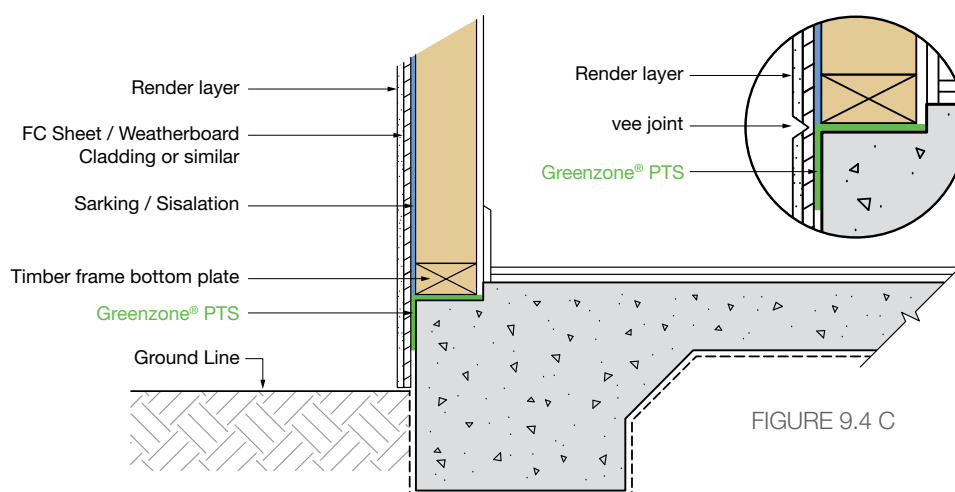 Render layer
FC Sheet / Weatherboard
Cladding or similar
Sarking / Sisalation
Timber frame bottom plate
Greenzone® PTS
Ground Line
Render layer
vee joint
Greenzone® PTS
FIGURE 9.4 C